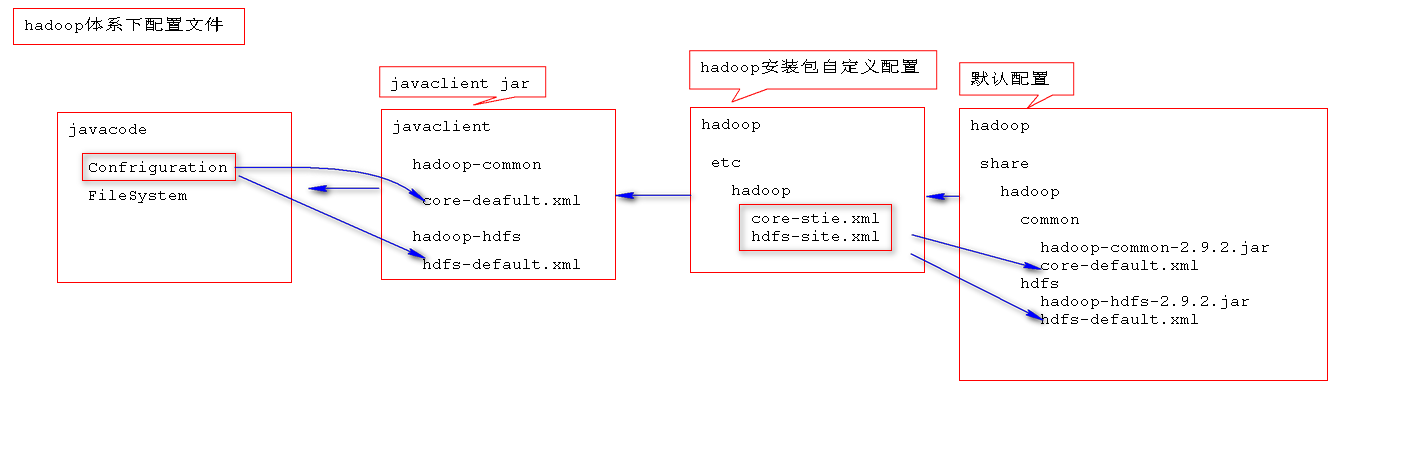 hadoop体系下配置文件
javacode
Confriguration
FileSystem
javaclient jar
javaclient
hadoop-common
core-deafult.xml
hadoop-hdfs
hdfs-default.xml
hadoop安装包自定义配置
hadoop
etc
hadoop
core-stie.xml
hdfs-site.xml
默认配置
hadoop
share
hadoop
common
hadoop-common-2.9.2.jar
core-default.xml
hdfs
hadoop-hdfs-2.9.2.jar
hdfs-default.xml